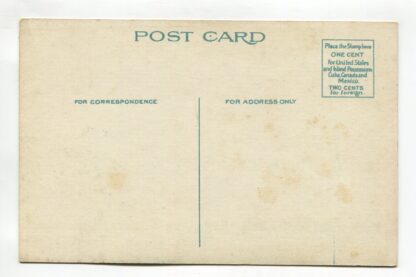 POST CARD
Place the Stamp here
ONE CENT
for United States
and Island Possessions
Cuba, Canada and
Mexico.
TWO CENTS
for Foreign.
FOR CORRESPONDENCE
FOR ADDRESS ONLY